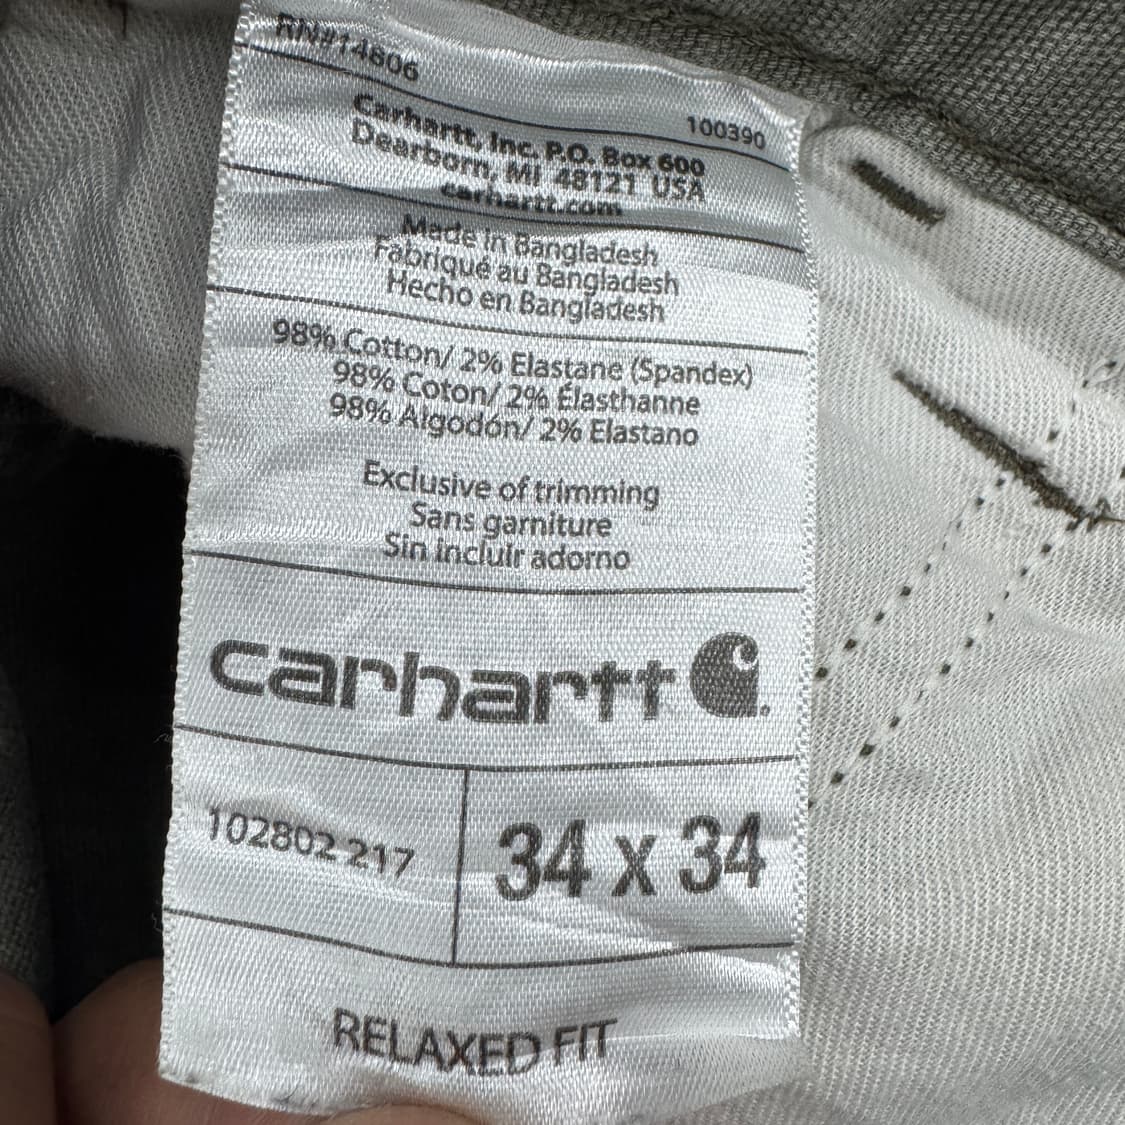 RN#14806
100390
Carhartt, Inc. P.O. Box 600
Dearborn, MI 48121 USA
carhartt.com
Made in Bangladesh
Fabriqué au Bangladesh
Hecho en Bangladesh
98% Cotton/ 2% Elastane (Spandex)
98% Coton/ 2% Élasthanne
98% Algodón/ 2% Elastano
Exclusive of trimming
Sans garniture
Sin incluir adorno
carhartt
102802 217
34 x 34
RELAXED FIT